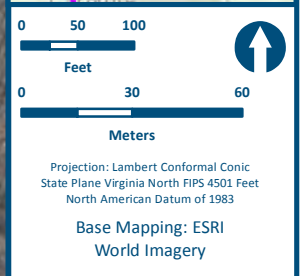 0 50 100
Feet
0 30 60
Meters
Projection: Lambert Conformal Conic
State Plane Virginia North FIPS 4501 Feet
North American Datum of 1983
Base Mapping: ESRI
World Imagery